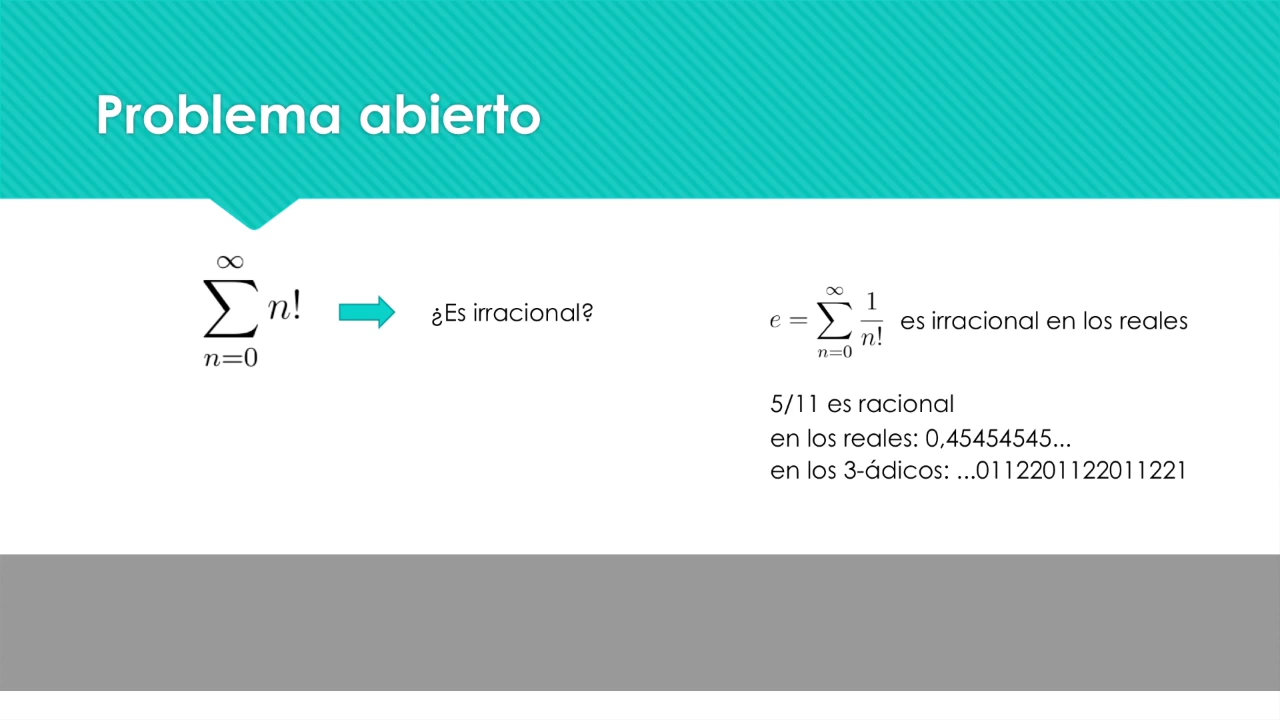 Problema abierto
∞
∑ n!
n=0
¿Es irracional?
e = ∑_{n=0}^{∞} 1/n! es irracional en los reales
5/11 es racional
en los reales: 0,45454545...
en los 3-ádicos: ...0112201122011221